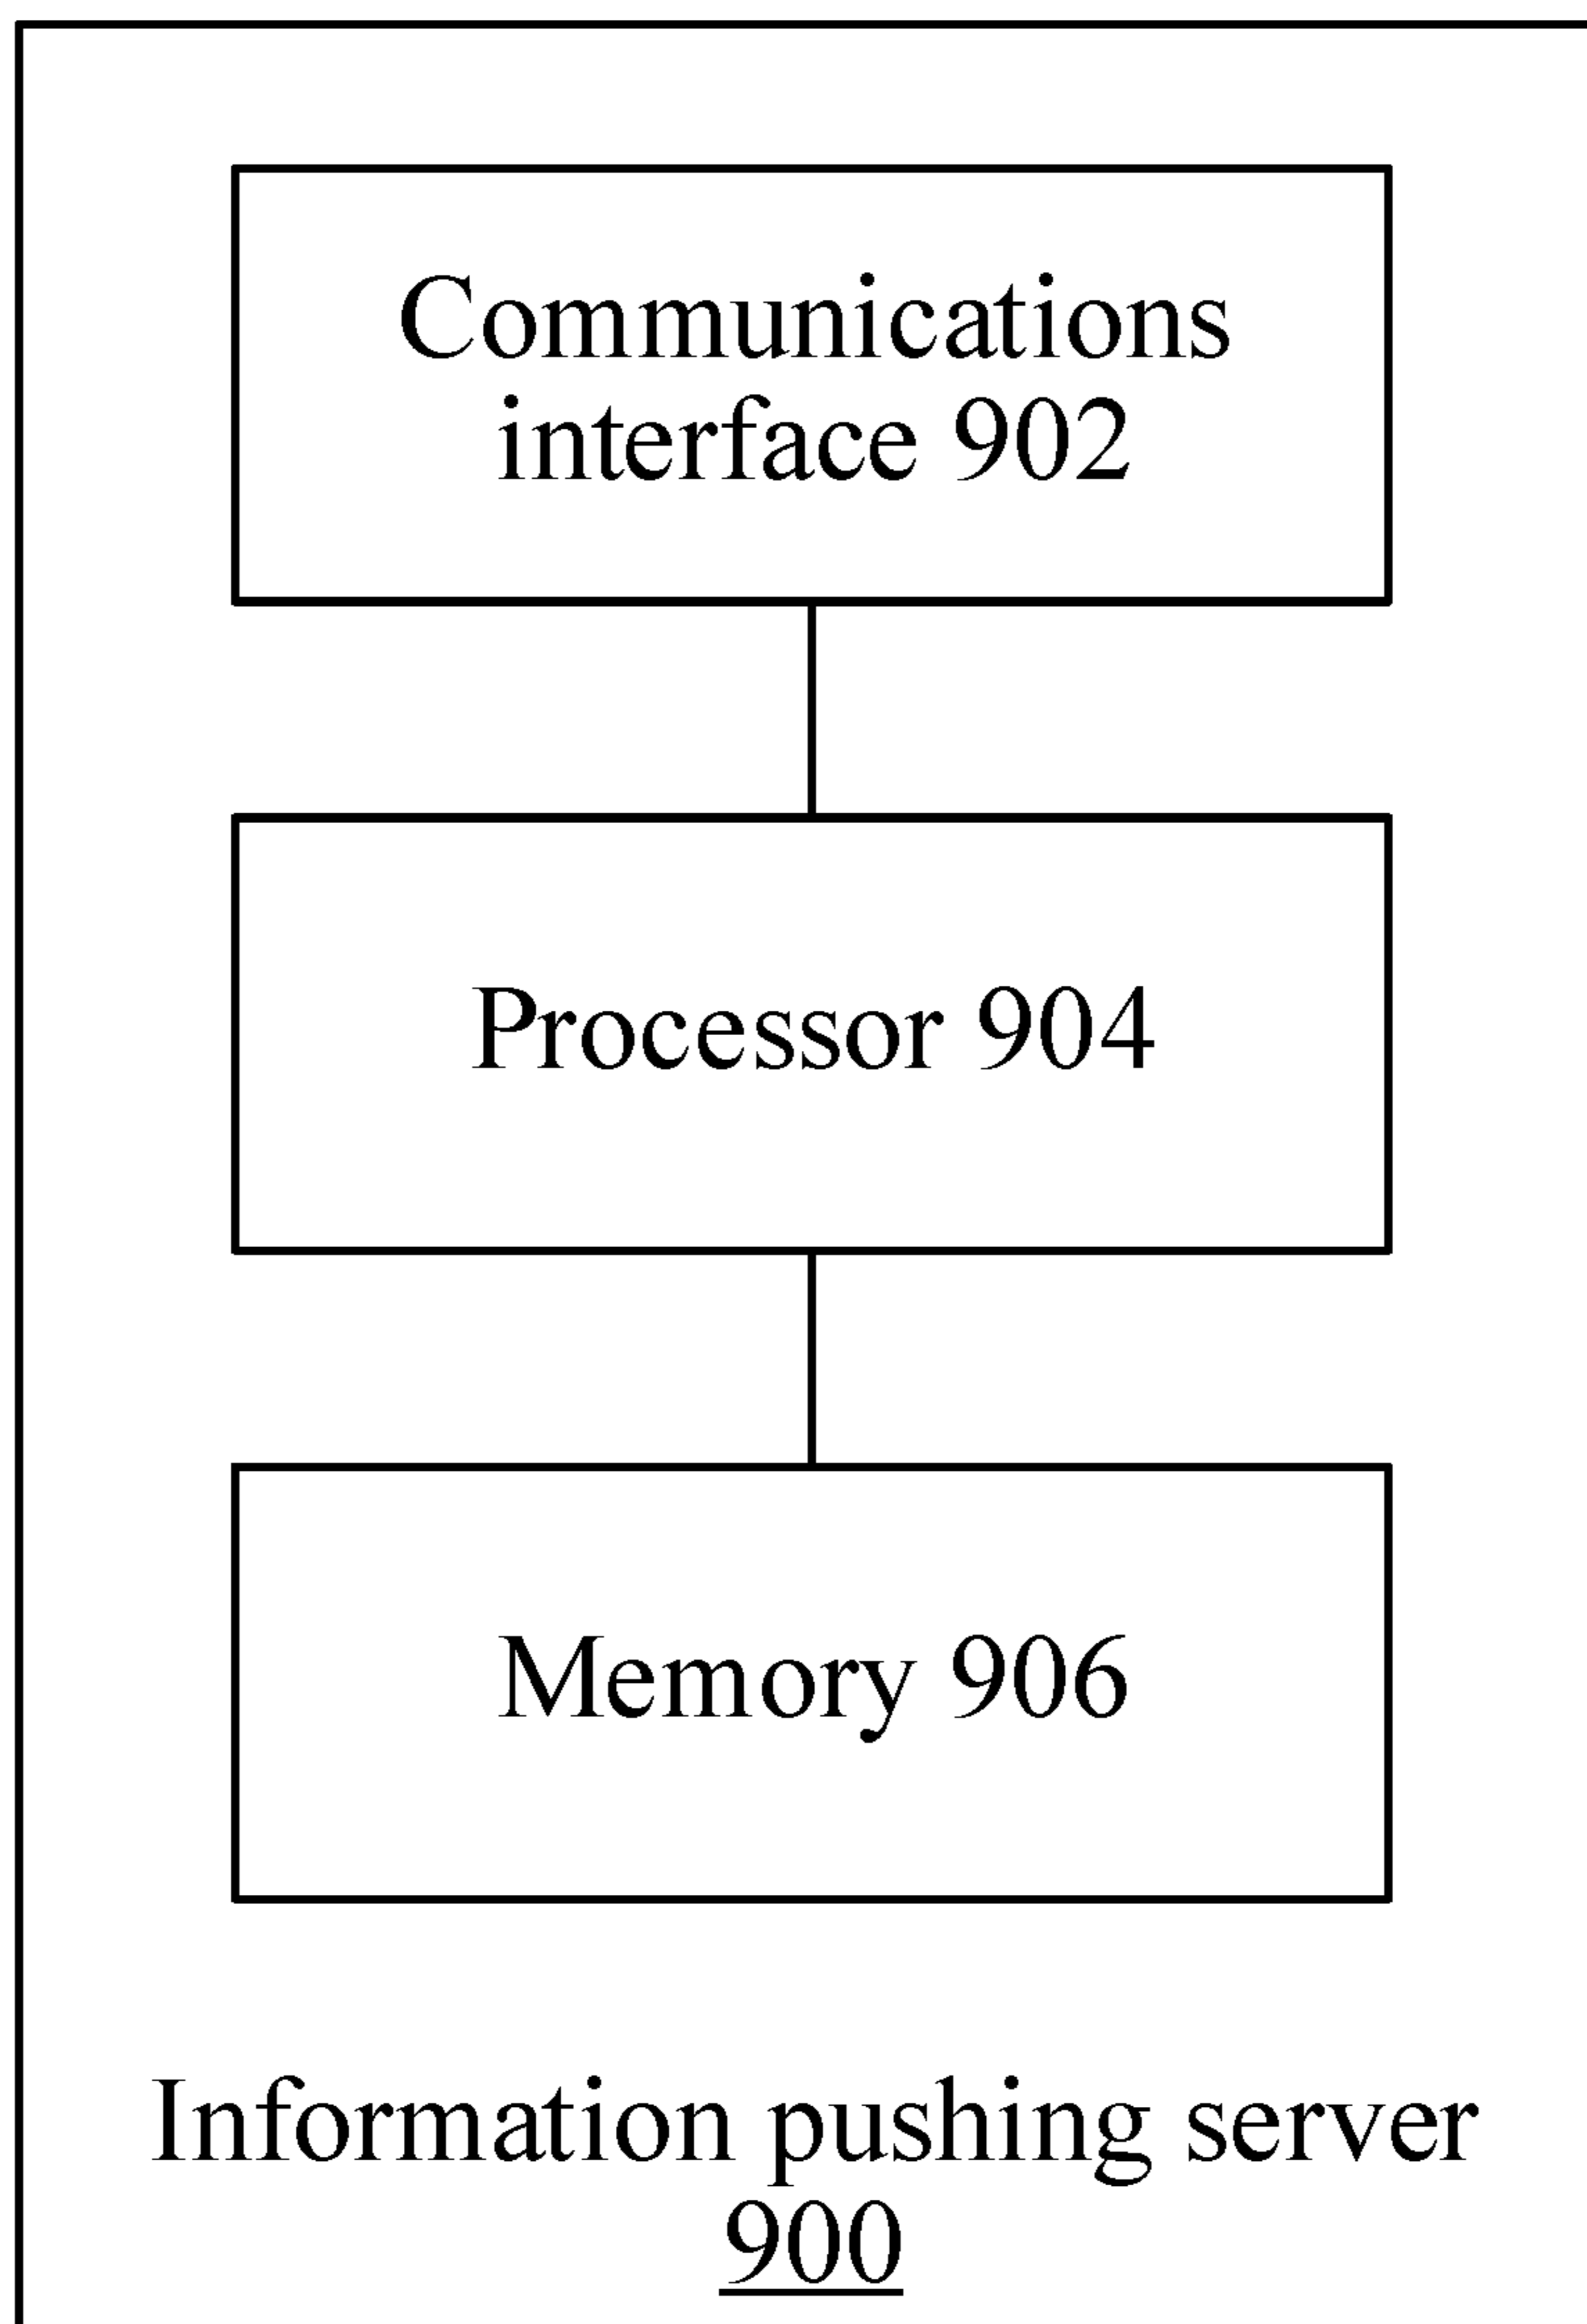 Communications
interface 902
Processor 904
Memory 906
Information pushing server
900